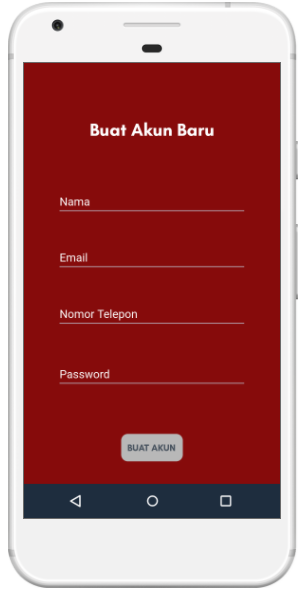 Buat Akun Baru
Nama
Email
Nomor Telepon
Password
BUAT AKUN